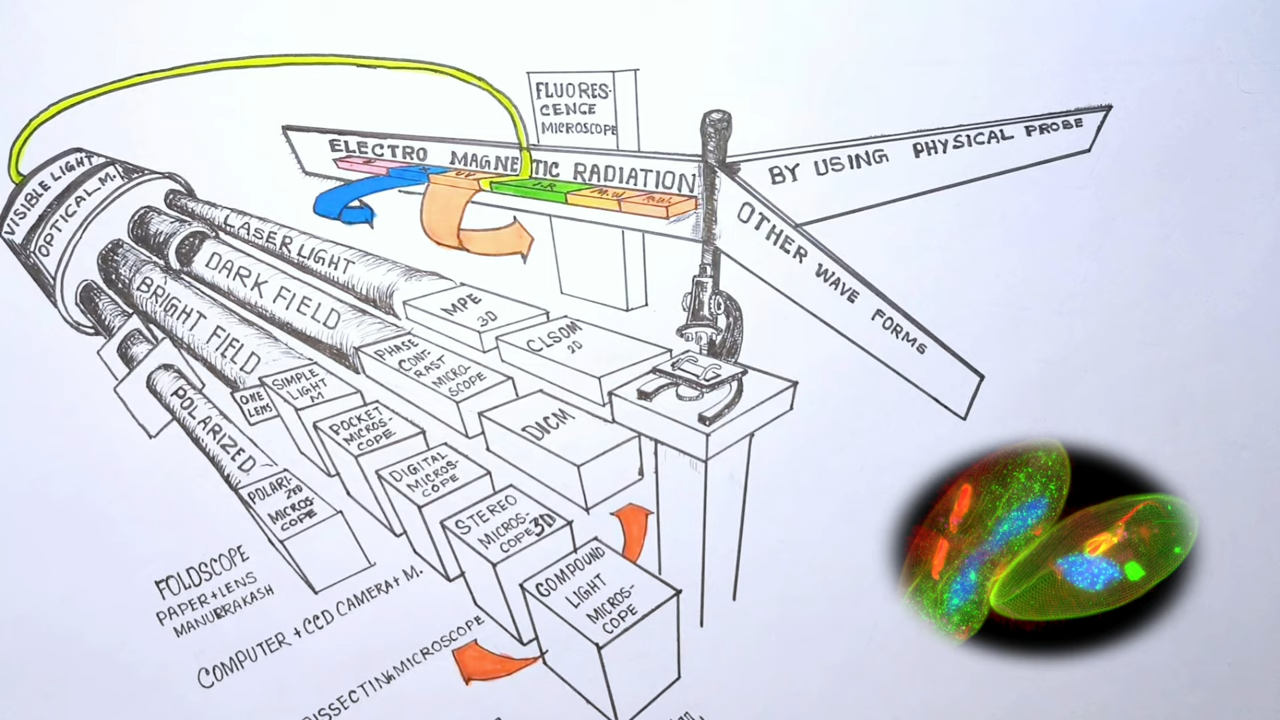 FLUORES-
CENCE
MICROSCOPE
ELECTRO MAGNETIC RADIATION
UV
I.R
M.W
BY USING PHYSICAL PROBE
OTHER WAVE FORMS
VISIBLE LIGHT
OPTICAL M.
LASER LIGHT
DARK FIELD
BRIGHT FIELD
POLARIZED
MPE
3D
CLSOM
2D
PHASE
CONT-
RAST
MICRO-
SCOPE
DICM
ONE
LENS
SIMPLE
LIGHT
M
POCKET
MICROS-
COPE
DIGITAL
MICROS-
COPE
STEREO
MICROS-
COPE 3D
COMPOUND
LIGHT
MICROS-
COPE
POLARI-
ZED
MICROS-
COPE
FOLDSCOPE
PAPER+LENS
MANUBRAKASH
COMPUTER + CCD CAMERA+ M.
DISSECTING MICROSCOPE